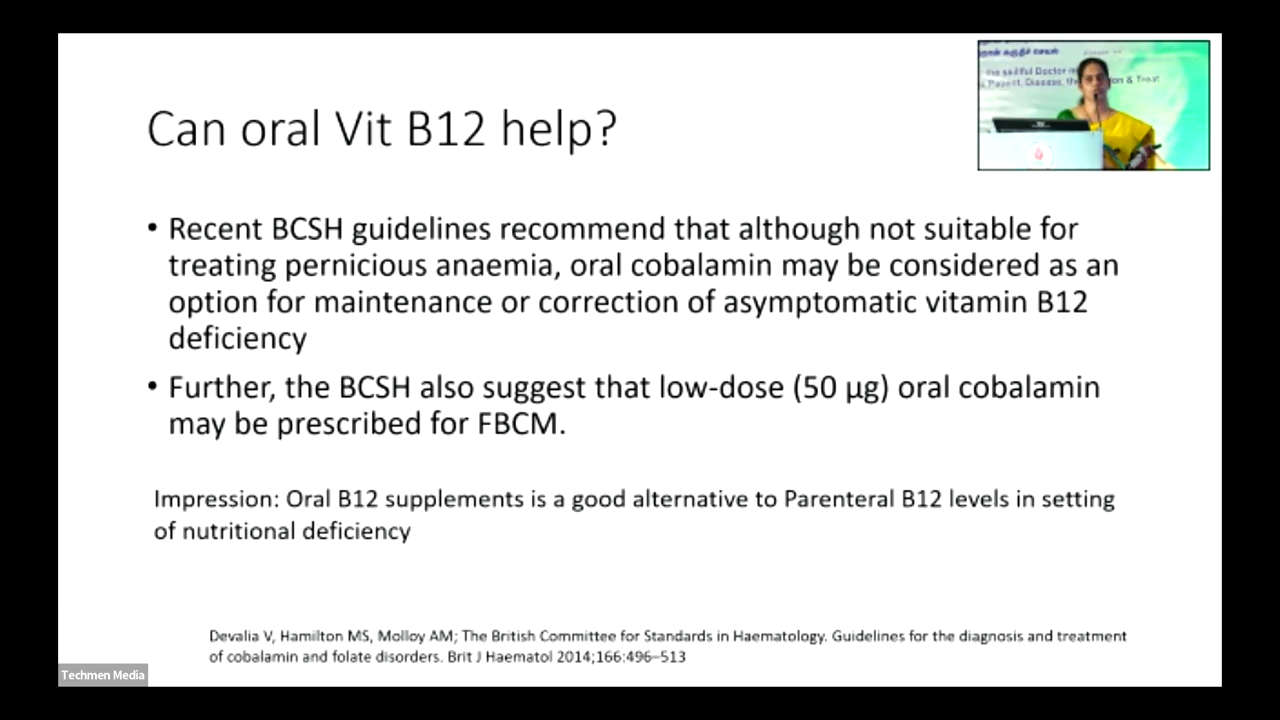 Can oral Vit B12 help?
• Recent BCSH guidelines recommend that although not suitable for
treating pernicious anaemia, oral cobalamin may be considered as an
option for maintenance or correction of asymptomatic vitamin B12
deficiency
• Further, the BCSH also suggest that low-dose (50 µg) oral cobalamin
may be prescribed for FBCM.
Impression: Oral B12 supplements is a good alternative to Parenteral B12 levels in setting
of nutritional deficiency
Devalia V, Hamilton MS, Molloy AM; The British Committee for Standards in Haematology. Guidelines for the diagnosis and treatment
of cobalamin and folate disorders. Brit J Haematol 2014;166:496–513
Techmen Media
the Doctor
Disease, & Treat